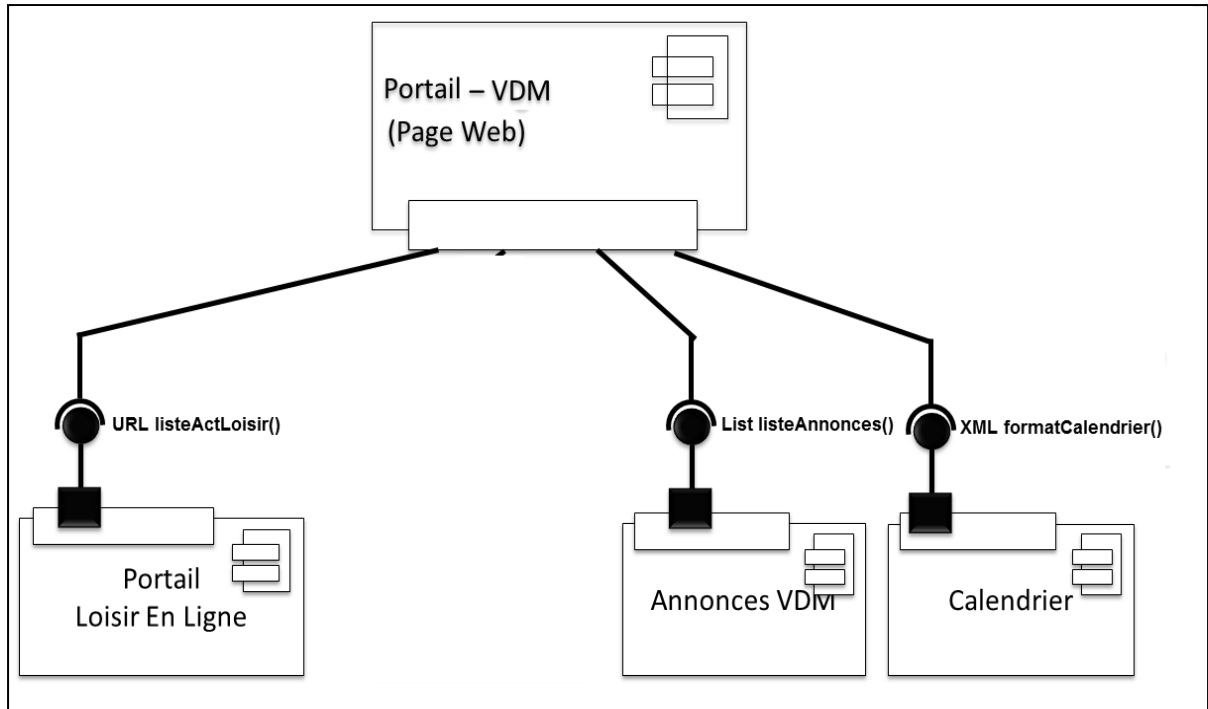 Portail – VDM
(Page Web)
URL listeActLoisir()
List listeAnnonces()
XML formatCalendrier()
Portail
Loisir En Ligne
Annonces VDM
Calendrier